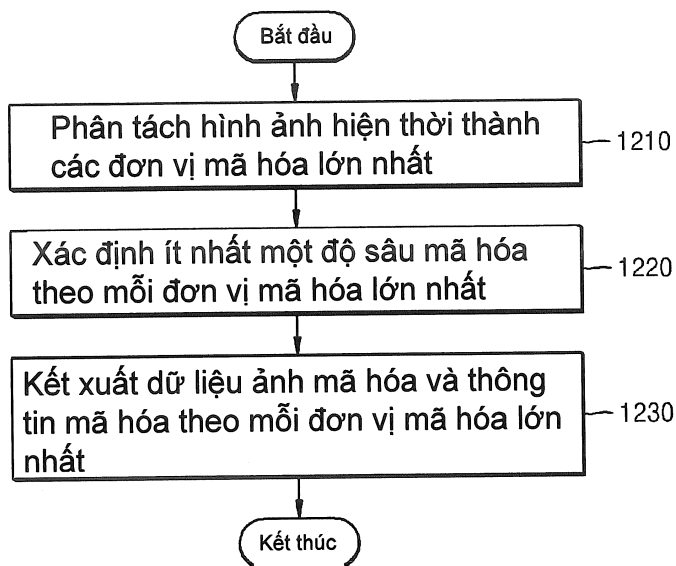 Bắt đầu
Phân tách hình ảnh hiện thời thành
các đơn vị mã hóa lớn nhất
1210
Xác định ít nhất một độ sâu mã hóa
theo mỗi đơn vị mã hóa lớn nhất
1220
Kết xuất dữ liệu ảnh mã hóa và thông
tin mã hóa theo mỗi đơn vị mã hóa lớn
nhất
1230
Kết thúc